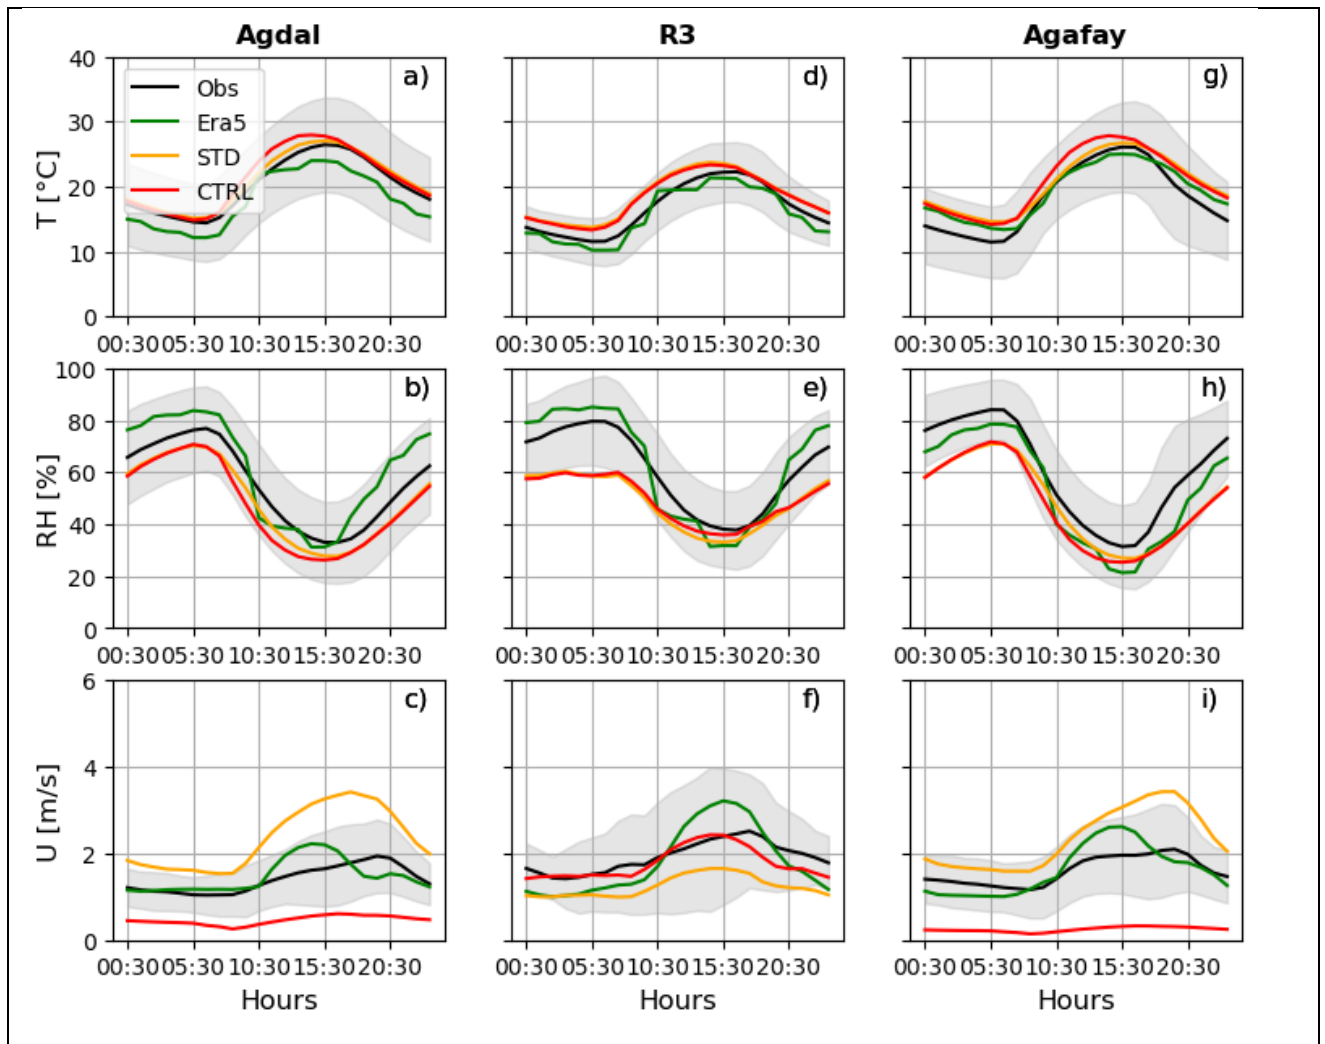 Agdal R3 Agafay
40 a) d) g)
Obs
30 Era5
STD
20 CTRL
10
0
T [°C]
00:30 05:30 10:30 15:30 20:30 00:30 05:30 10:30 15:30 20:30 00:30 05:30 10:30 15:30 20:30
100 b) e) h)
80
60
40
20
0
RH [%]
00:30 05:30 10:30 15:30 20:30 00:30 05:30 10:30 15:30 20:30 00:30 05:30 10:30 15:30 20:30
6 c) f) i)
4
2
0
U [m/s]
00:30 05:30 10:30 15:30 20:30 00:30 05:30 10:30 15:30 20:30 00:30 05:30 10:30 15:30 20:30
Hours Hours Hours